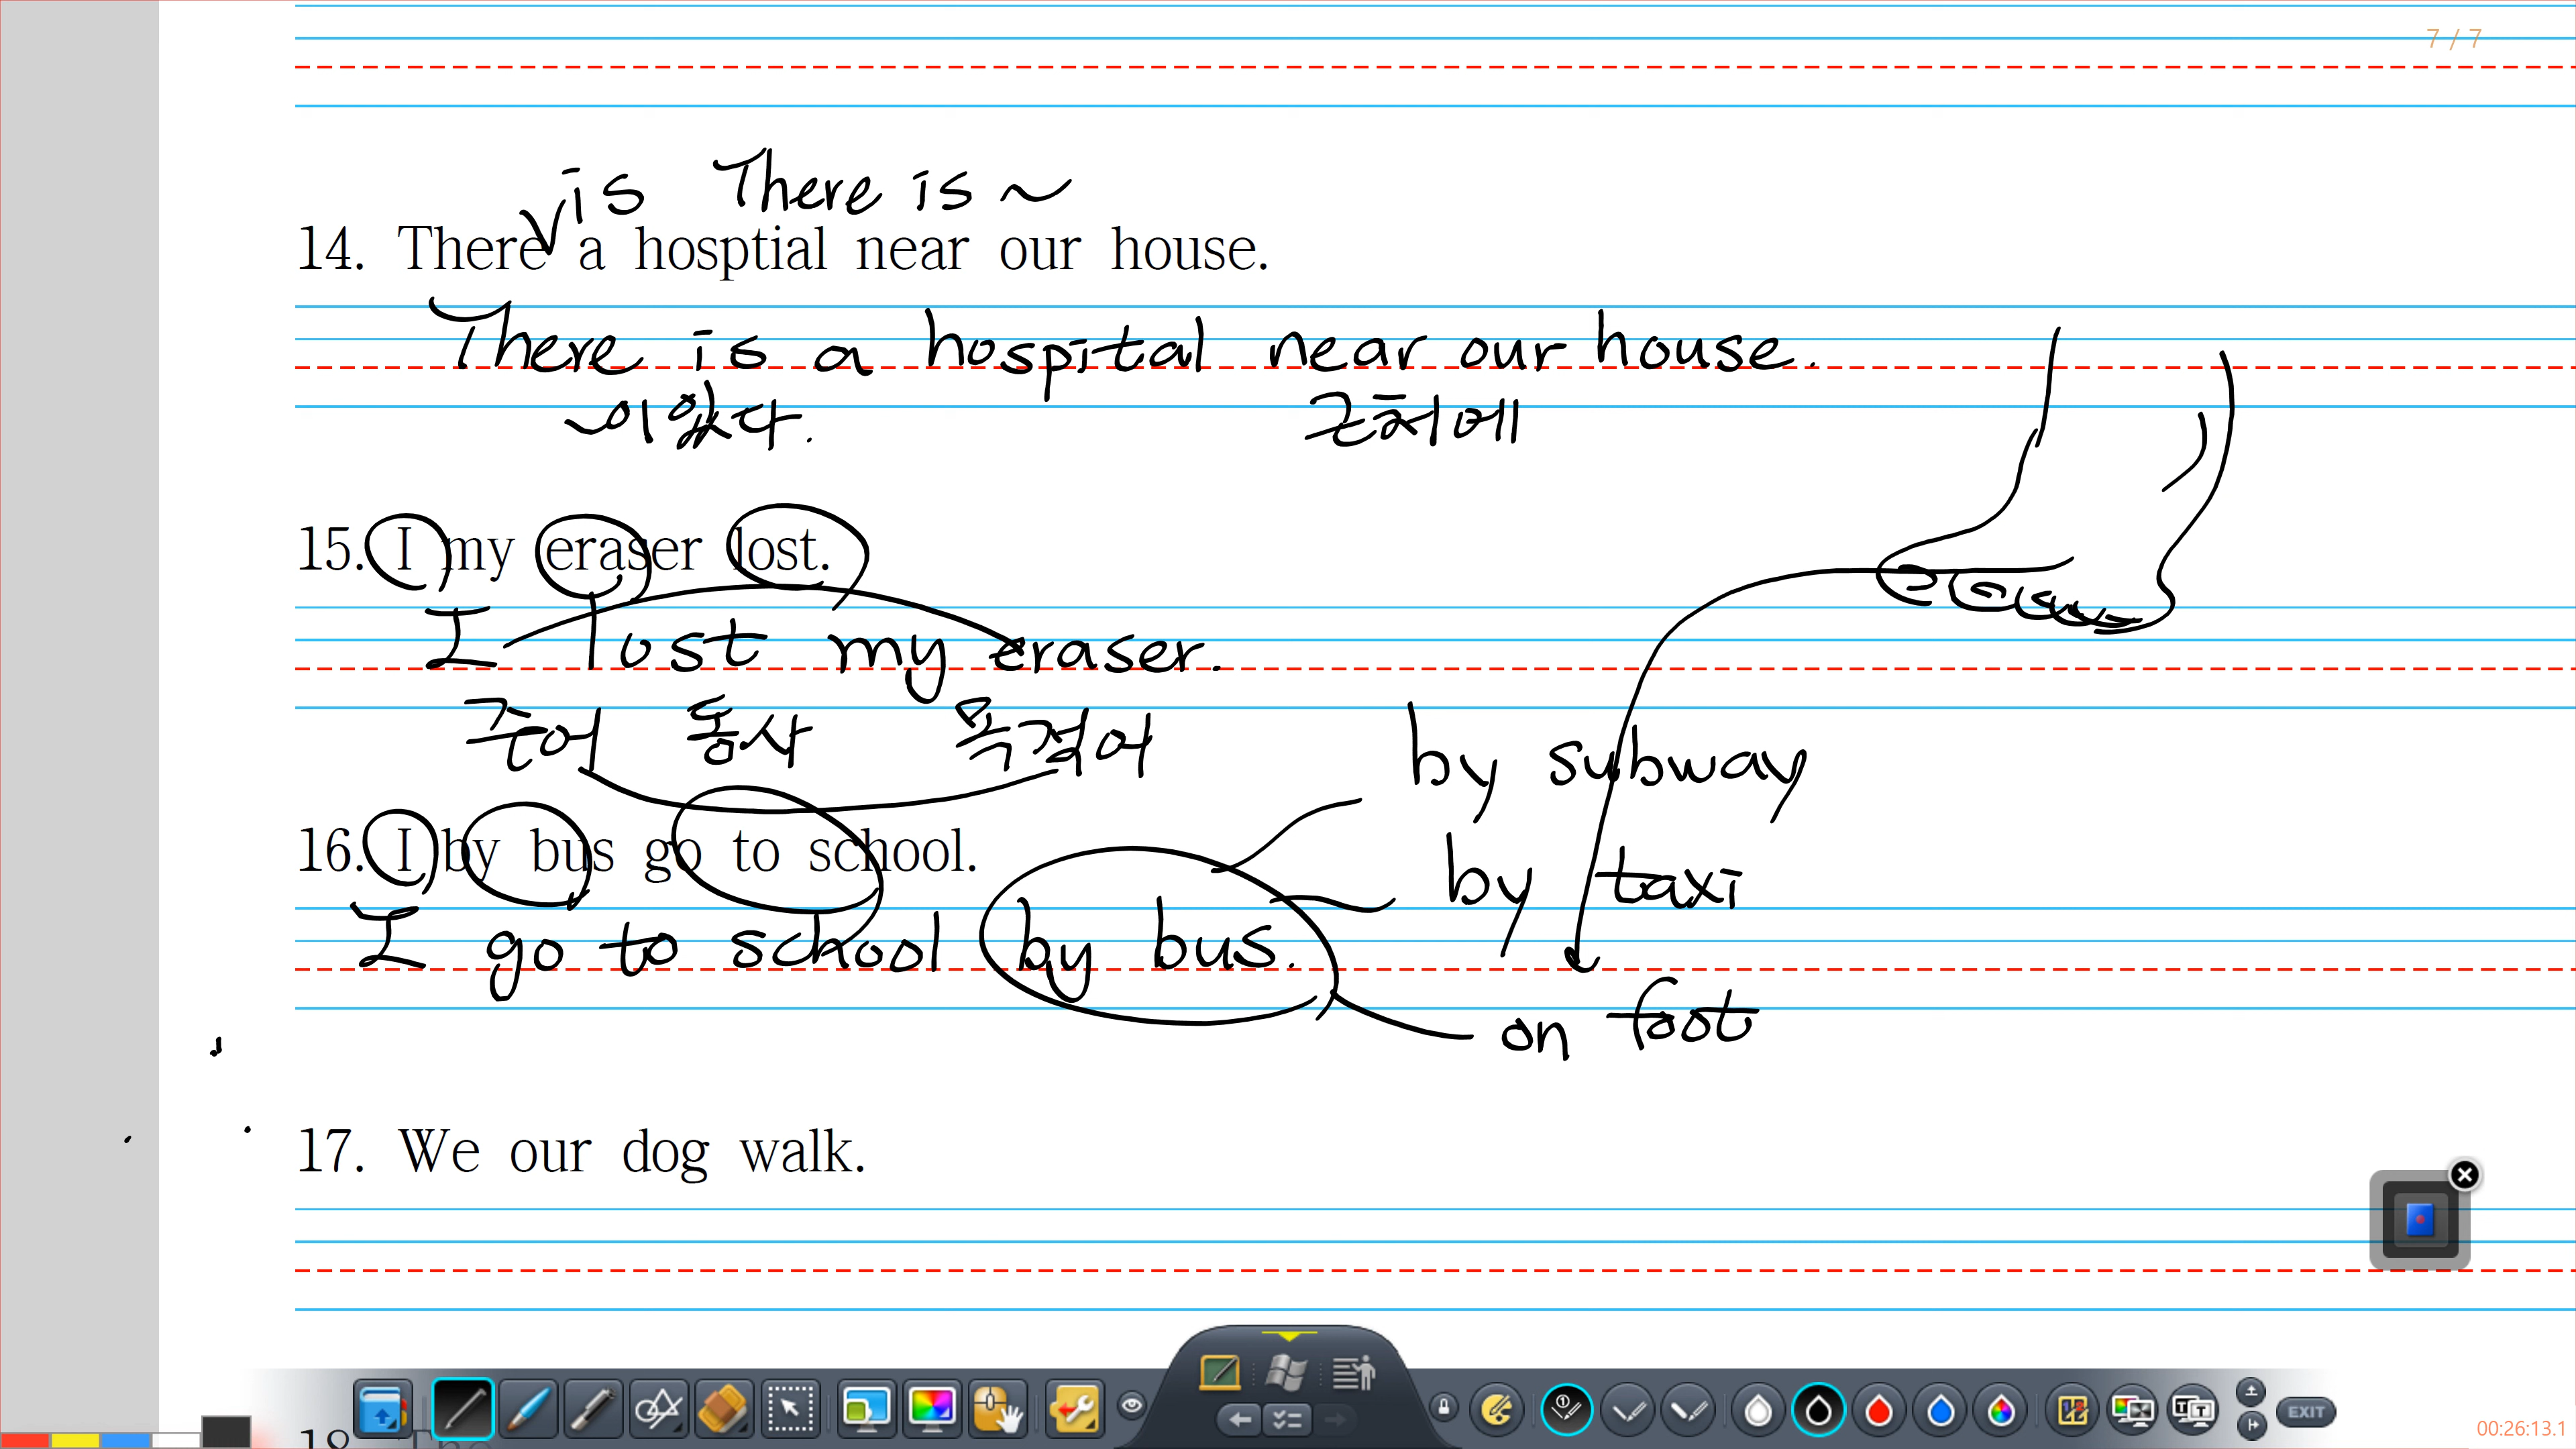 7 / 7
is There is ~
14. There a hosptial near our house.
There is a hospital near our house.
~이 있다. 근처에
15. I my eraser lost.
I lost my eraser.
주어 동사 목적어
by subway
16. I by bus go to school.
by taxi
I go to school by bus.
on foot
17. We our dog walk.
18. The
EXIT
00:26:13.1